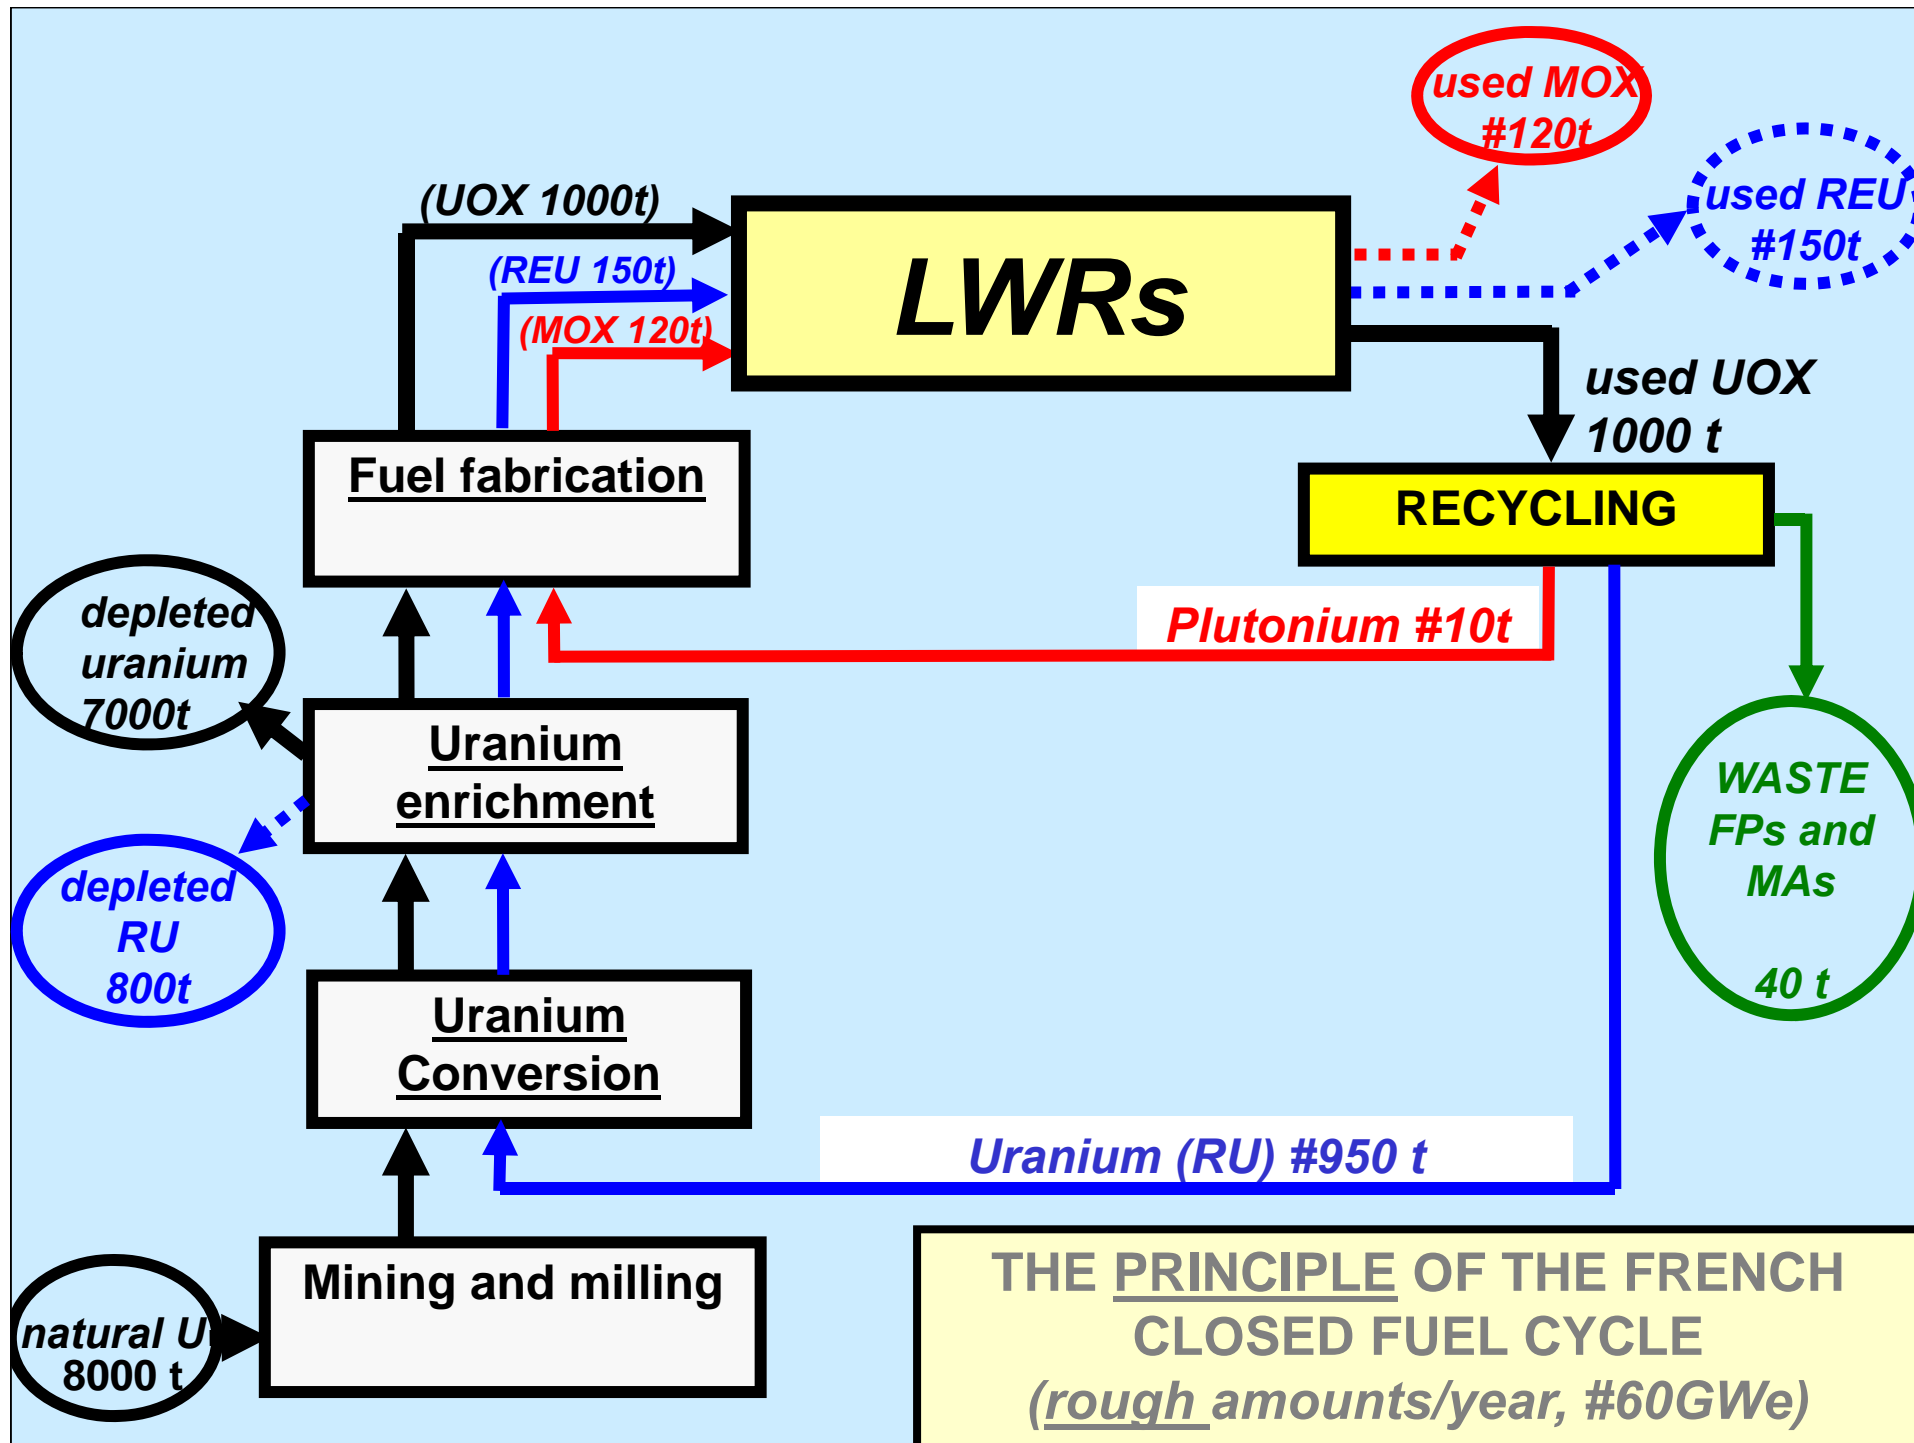 used MOX
#120t
used REU
#150t
(UOX 1000t)
(REU 150t)
(MOX 120t)
LWRs
used UOX
1000 t
Fuel fabrication
RECYCLING
depleted
uranium
7000t
Plutonium #10t
Uranium
enrichment
WASTE
FPs and
MAs
40 t
depleted
RU
800t
Uranium
Conversion
Uranium (RU) #950 t
Mining and milling
natural U
8000 t
THE PRINCIPLE OF THE FRENCH
CLOSED FUEL CYCLE
(rough amounts/year, #60GWe)